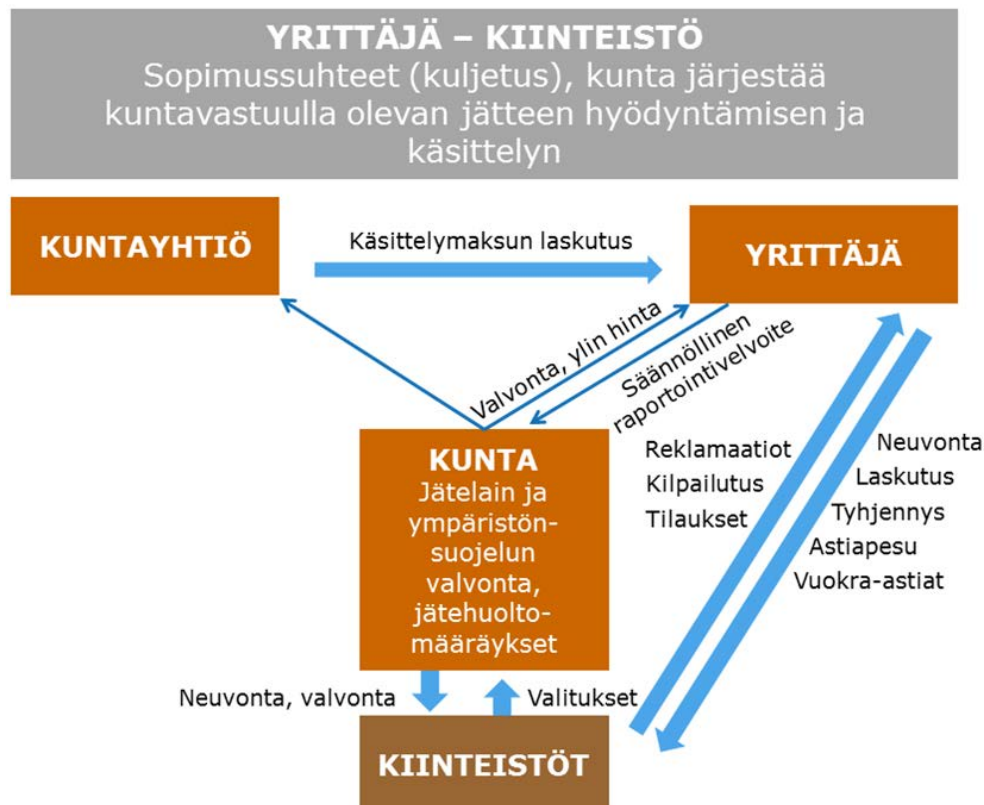 YRITTÄJÄ – KIINTEISTÖ
Sopimussuhteet (kuljetus), kunta järjestää
kuntavastuulla olevan jätteen hyödyntämisen ja
käsittelyn
KUNTAYHTIÖ
Käsittelymaksun laskutus
YRITTÄJÄ
Valvonta, ylin hinta
Säännöllinen
raportointivelvoite
KUNTA
Jätelain ja
ympäristön-
suojelun
valvonta,
jätehuolto-
määräykset
Reklamaatiot
Kilpailutus
Tilaukset
Neuvonta
Laskutus
Tyhjennys
Astiapesu
Vuokra-astiat
Neuvonta, valvonta
Valitukset
KIINTEISTÖT